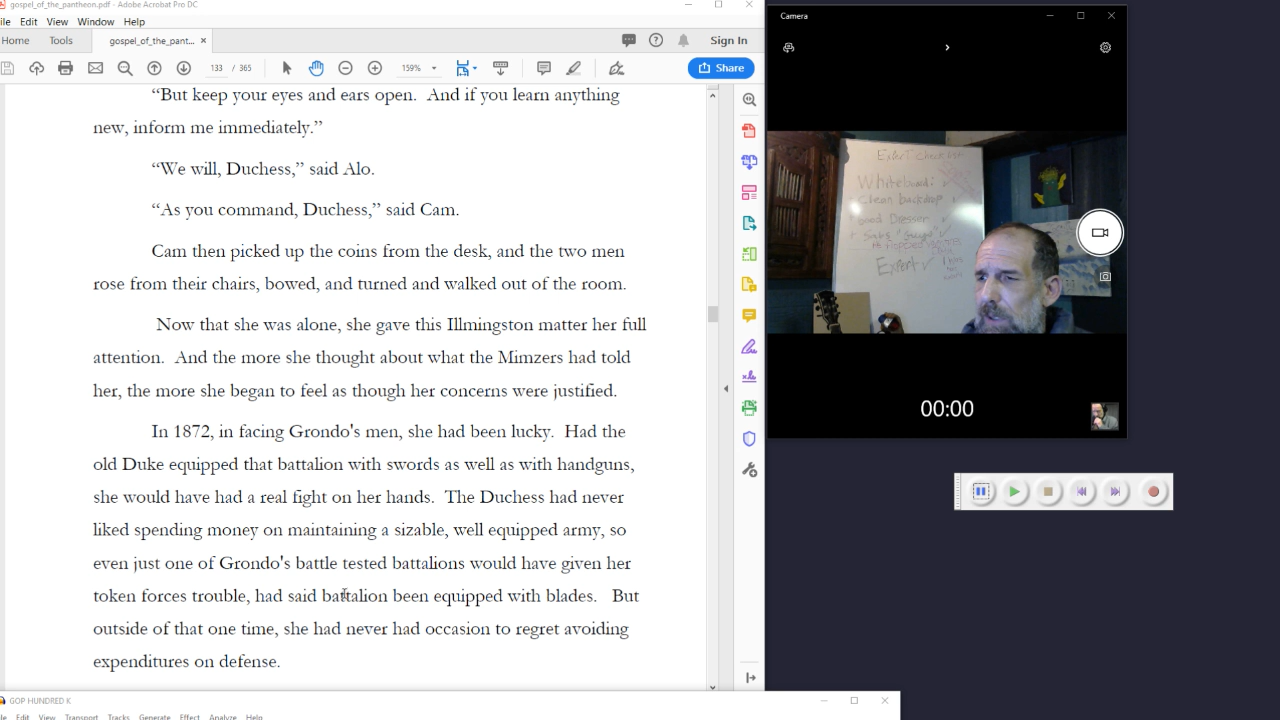 gospel_of_the_pantheon.pdf - Adobe Acrobat Pro DC
Edit View Window Help
Home Tools gospel_of_the_pant... × Sign In
133 / 365 159% Share
“But keep your eyes and ears open. And if you learn anything
new, inform me immediately.”
“We will, Duchess,” said Alo.
“As you command, Duchess,” said Cam.
Cam then picked up the coins from the desk, and the two men
rose from their chairs, bowed, and turned and walked out of the room.
Now that she was alone, she gave this Illmingston matter her full
attention. And the more she thought about what the Mimzers had told
her, the more she began to feel as though her concerns were justified.
In 1872, in facing Grondo's men, she had been lucky. Had the
old Duke equipped that battalion with swords as well as with handguns,
she would have had a real fight on her hands. The Duchess had never
liked spending money on maintaining a sizable, well equipped army, so
even just one of Grondo's battle tested battalions would have given her
token forces trouble, had said battalion been equipped with blades. But
outside of that one time, she had never had occasion to regret avoiding
expenditures on defense.
Camera
Whiteboard:
Clean backdrop
Good Dresser
Expert
00:00
GOP HUNDRED K
Edit View Transport Tracks Generate Effect Analyze Help